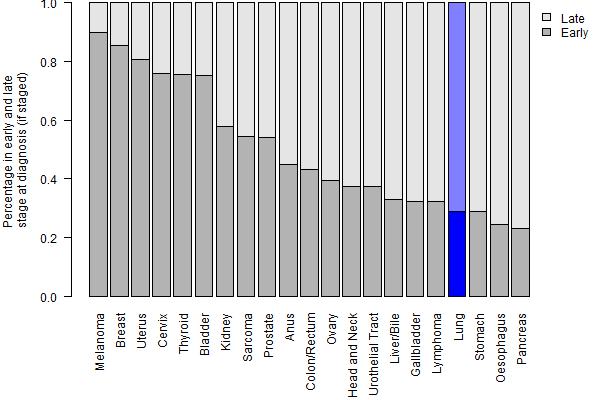 Percentage in early and late
stage at diagnosis (if staged)
1.0
0.8
0.6
0.4
0.2
0.0
Late
Early
Melanoma
Breast
Uterus
Cervix
Thyroid
Bladder
Kidney
Sarcoma
Prostate
Anus
Colon/Rectum
Ovary
Head and Neck
Urothelial Tract
Liver/Bile
Gallbladder
Lymphoma
Lung
Stomach
Oesophagus
Pancreas